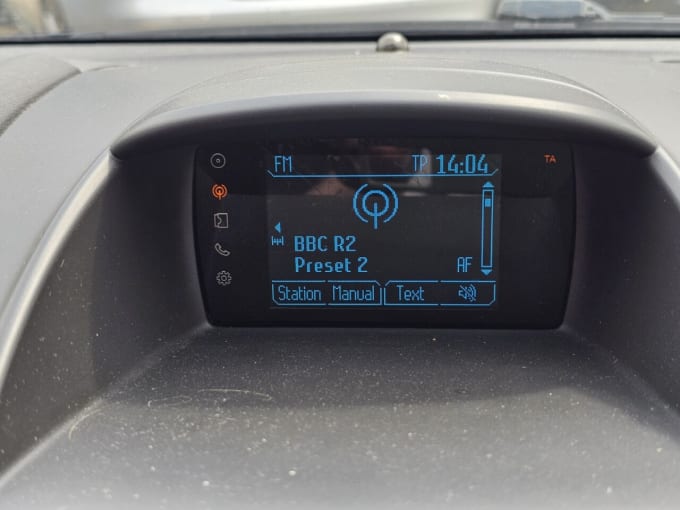 FM TP 14:04 TA
BBC R2
Preset 2 AF
Station Manual Text